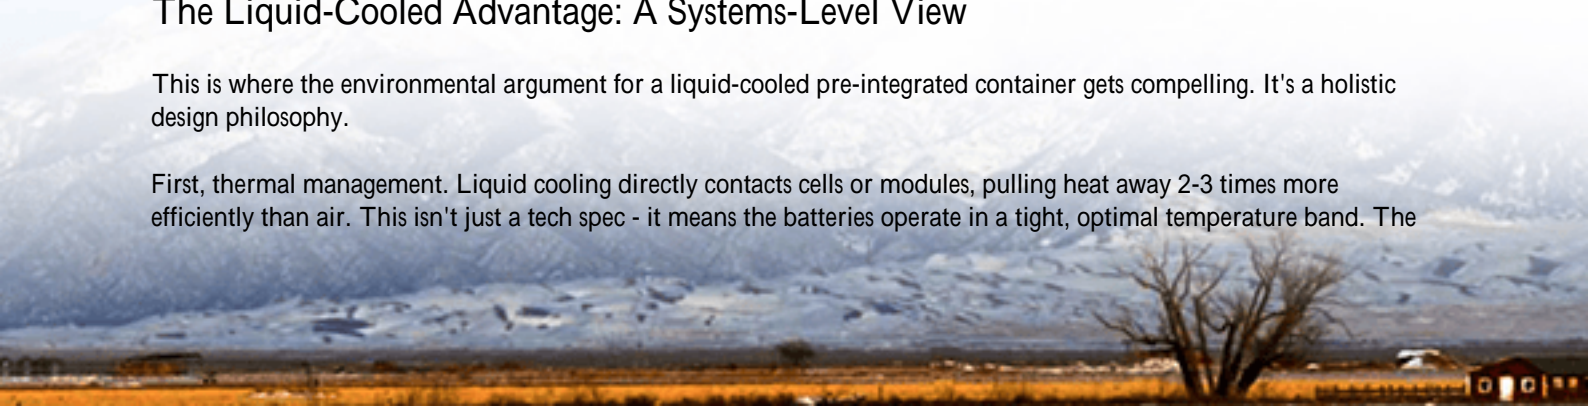 The Liquid-Cooled Advantage: A Systems-Level View
This is where the environmental argument for a liquid-cooled pre-integrated container gets compelling. It's a holistic
design philosophy.
First, thermal management. Liquid cooling directly contacts cells or modules, pulling heat away 2-3 times more
efficiently than air. This isn't just a tech spec - it means the batteries operate in a tight, optimal temperature band. The